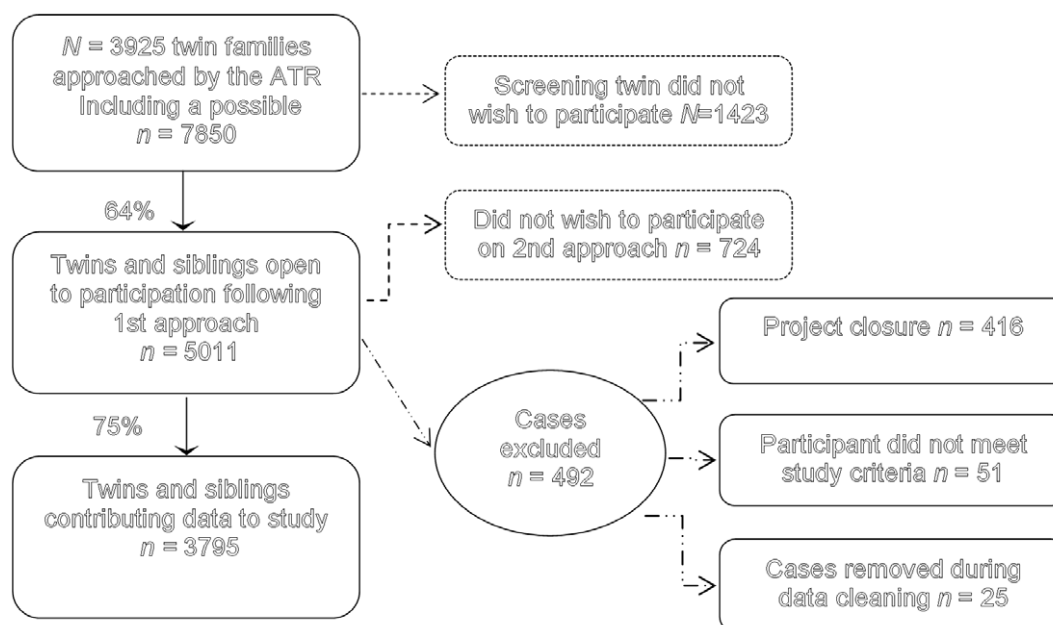 N = 3925 twin families
approached by the ATR
Including a possible
n = 7850
Screening twin did not
wish to participate N=1423
64%
Did not wish to participate
on 2nd approach n = 724
Twins and siblings open
to participation following
1st approach
n = 5011
Project closure n = 416
75%
Cases
excluded
n = 492
Participant did not meet
study criteria n = 51
Twins and siblings
contributing data to study
n = 3795
Cases removed during
data cleaning n = 25